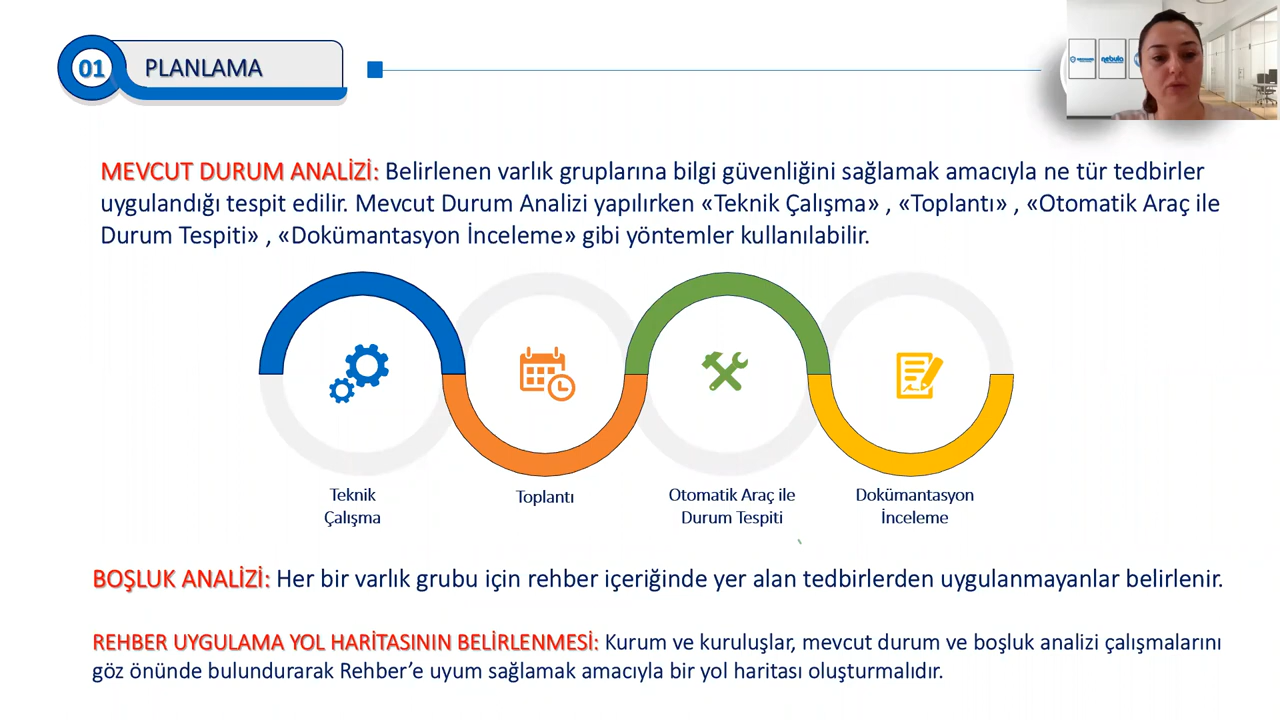 01
PLANLAMA
nebula
MEVCUT DURUM ANALİZİ: Belirlenen varlık gruplarına bilgi güvenliğini sağlamak amacıyla ne tür tedbirler
uygulandığı tespit edilir. Mevcut Durum Analizi yapılırken «Teknik Çalışma» , «Toplantı» , «Otomatik Araç ile
Durum Tespiti» , «Dokümantasyon İnceleme» gibi yöntemler kullanılabilir.
Teknik
Çalışma
Toplantı
Otomatik Araç ile
Durum Tespiti
Dokümantasyon
İnceleme
BOŞLUK ANALİZİ: Her bir varlık grubu için rehber içeriğinde yer alan tedbirlerden uygulanmayanlar belirlenir.
REHBER UYGULAMA YOL HARİTASININ BELİRLENMESİ: Kurum ve kuruluşlar, mevcut durum ve boşluk analizi çalışmalarını
göz önünde bulundurarak Rehber’e uyum sağlamak amacıyla bir yol haritası oluşturmalıdır.